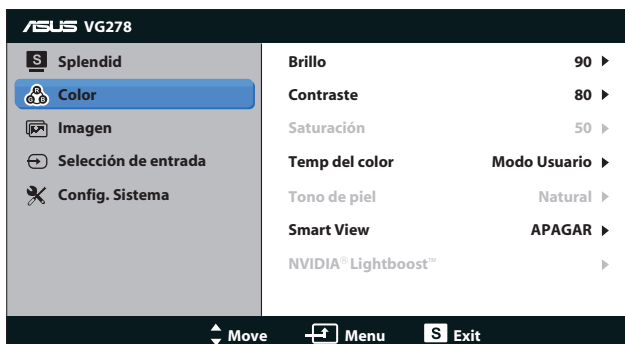 ASUS VG278
S Splendid
Color
Imagen
Selección de entrada
Config. Sistema
Brillo 90
Contraste 80
Saturación 50
Temp del color Modo Usuario
Tono de piel Natural
Smart View APAGAR
NVIDIA® Lightboost™
Move Menu S Exit